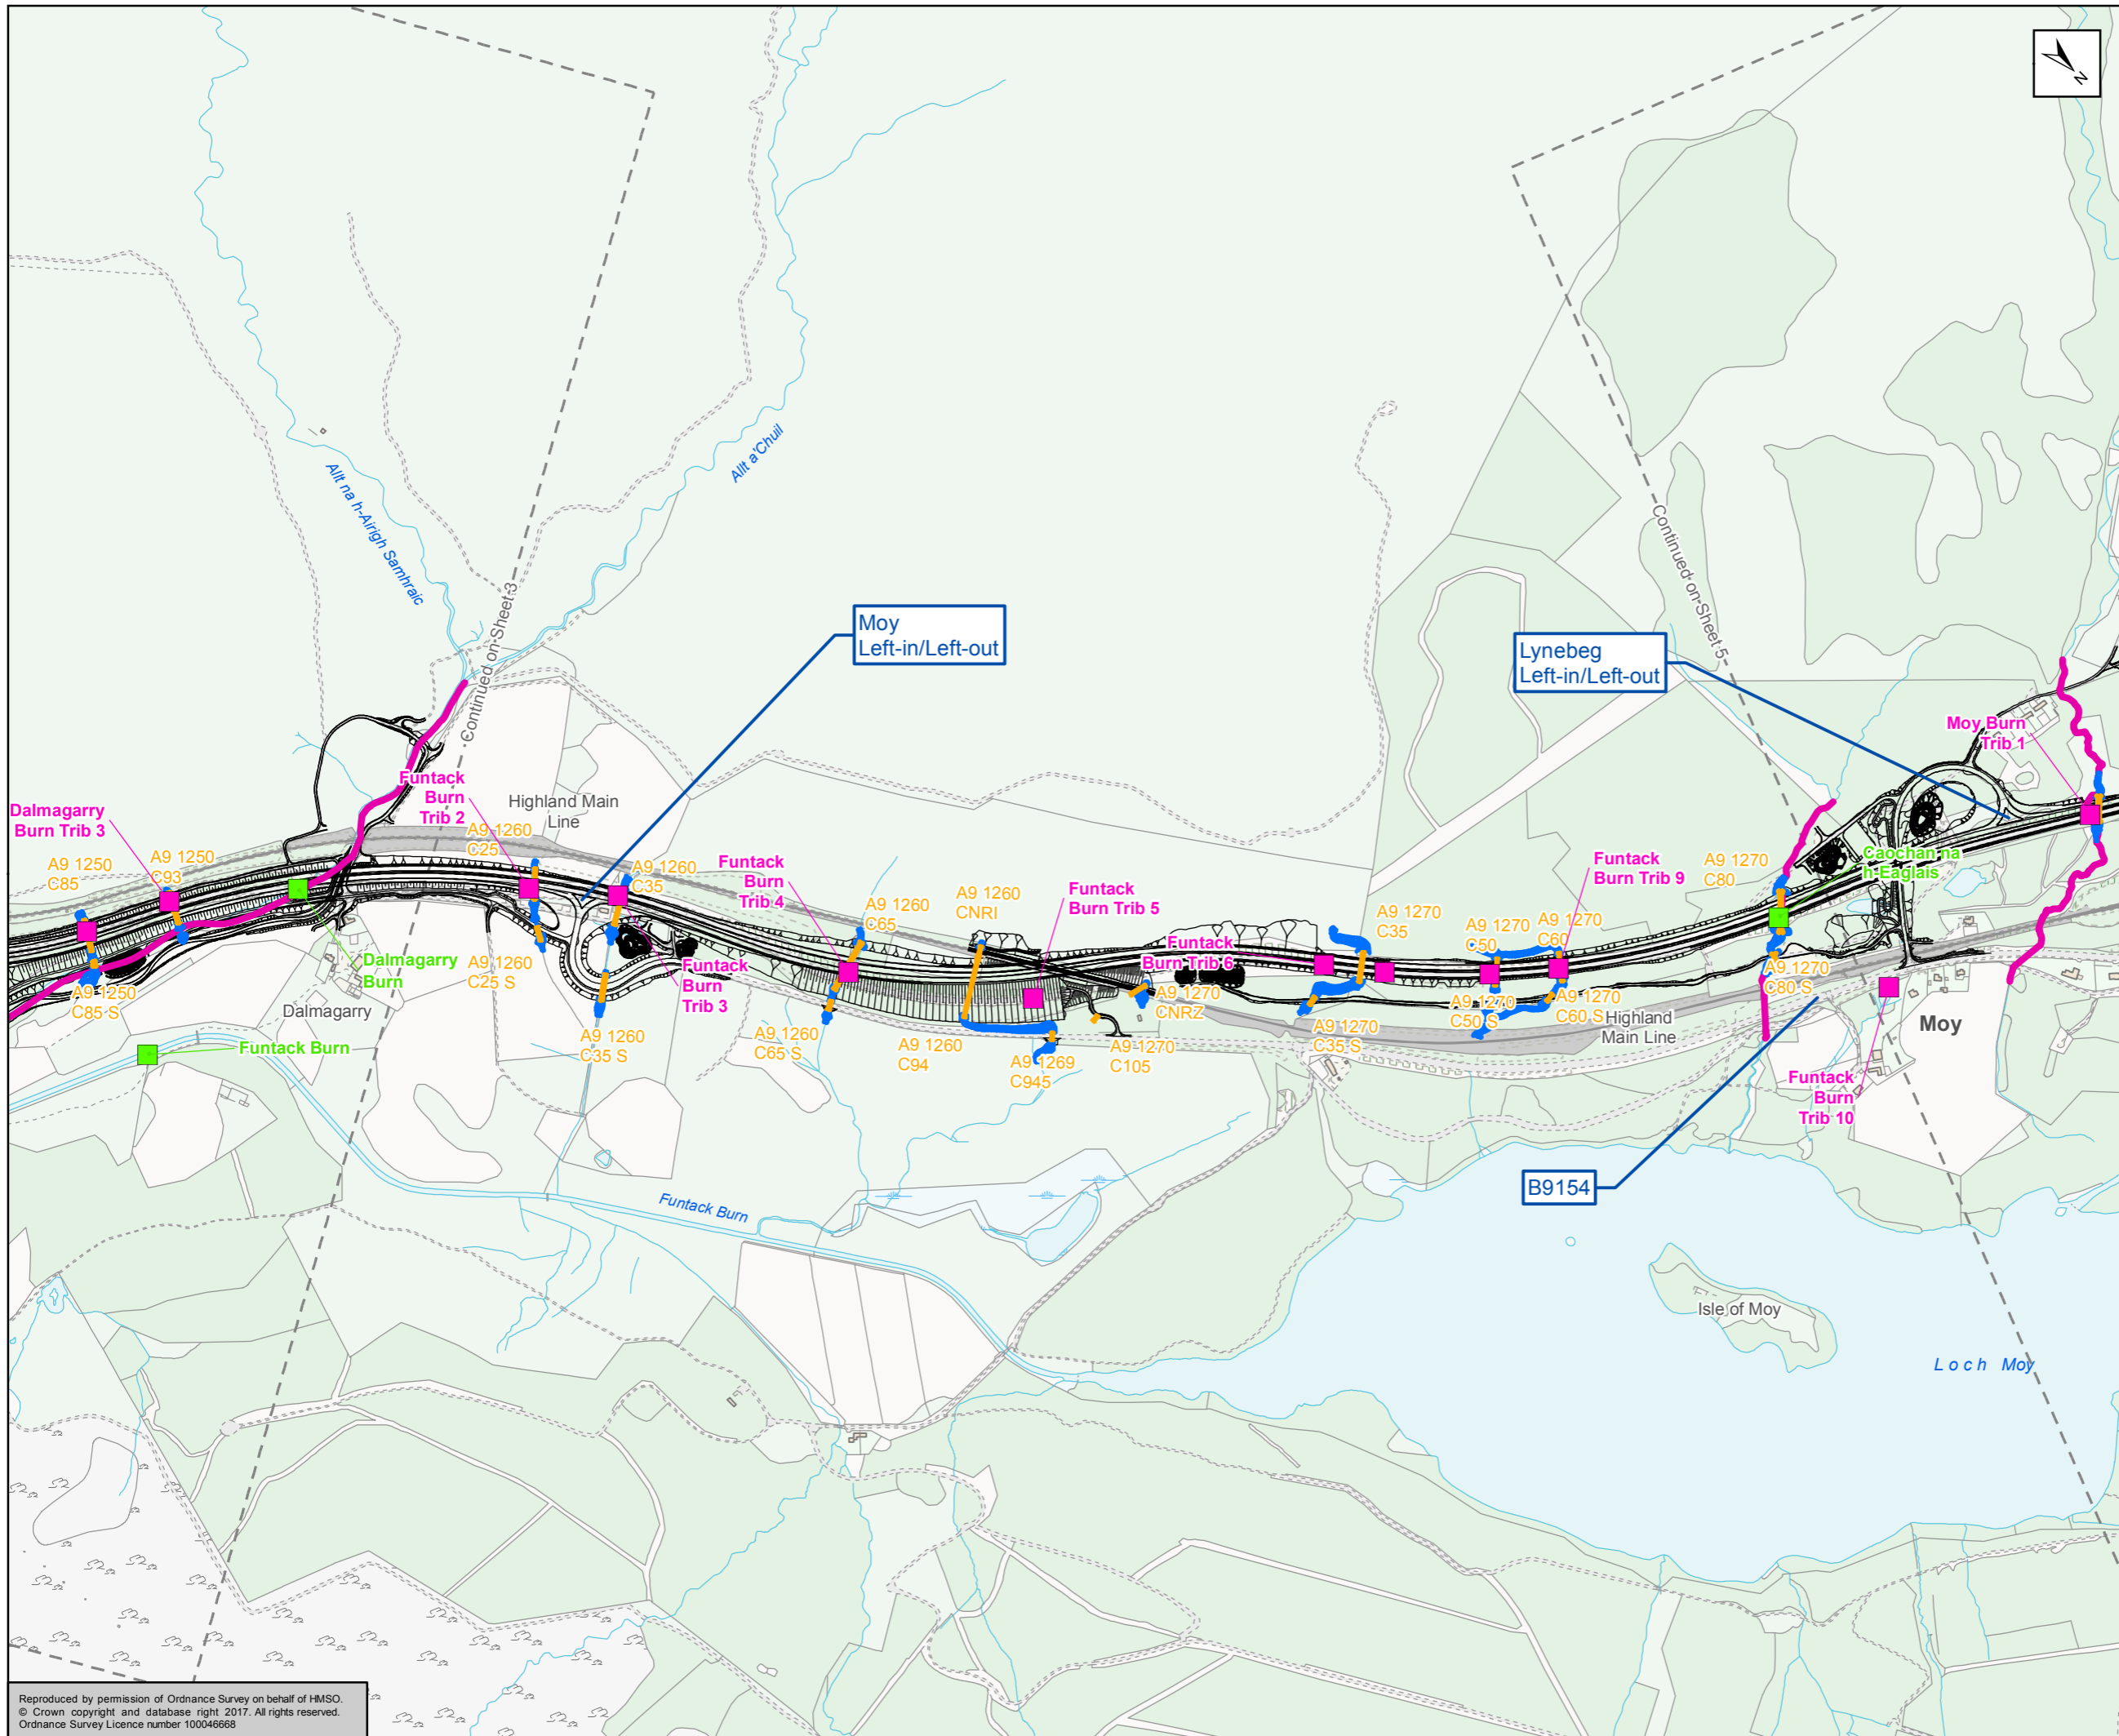 N
Allt a'Chuil
Allt na h-Airigh Samhraic
Continued on Sheet 3
Continued on Sheet 5
Moy
Left-in/Left-out
Lynebeg
Left-in/Left-out
Moy Burn
Trib 1
Dalmagarry
Burn Trib 3
Funtack
Burn
Trib 2
Highland Main
Line
A9 1250
C85
A9 1250
C93
A9 1260
C25
A9 1260
C35
Funtack
Burn
Trib 4
A9 1260
C65
A9 1260
CNRI
Funtack
Burn Trib 5
Funtack
Burn Trib 6
A9 1270
C35
A9 1270
C50
A9 1270
C60
Funtack
Burn Trib 9
A9 1270
C80
Caochan na
h-Eaglais
Dalmagarry
Burn
A9 1260
C25 S
Funtack
Burn
Trib 3
A9 1250
C85 S
Dalmagarry
Funtack Burn
A9 1260
C35 S
A9 1260
C65 S
A9 1260
C94
A9 1269
C945
A9 1270
C105
A9 1270
CNRZ
A9 1270
C35 S
A9 1270
C50 S
A9 1270
C60 S
Highland
Main Line
A9 1270
C80 S
Moy
Funtack
Burn
Trib 10
B9154
Funtack Burn
Isle of Moy
Loch Moy
Reproduced by permission of Ordnance Survey on behalf of HMSO.
© Crown copyright and database right 2017. All rights reserved.
Ordnance Survey Licence number 100046668